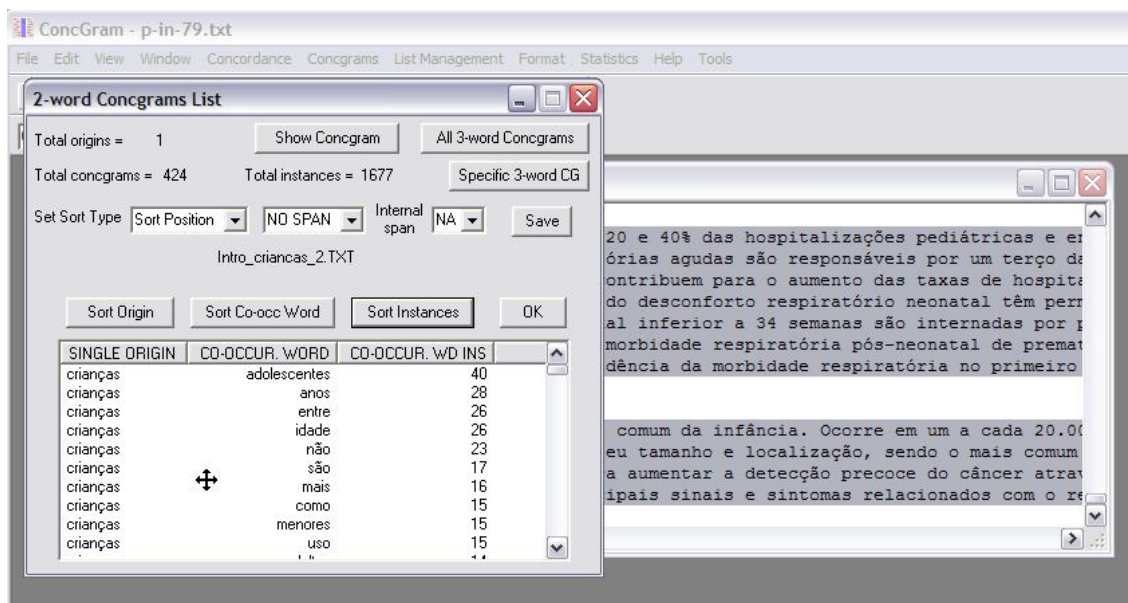 ConcGram - p-in-79.txt
File Edit View Window Concordance Concgrams List Management Format Statistics Help Tools
2-word Concgrams List
Total origins = 1 Show Concgram All 3-word Concgrams
Total concgrams = 424 Total instances = 1677 Specific 3-word CG
Set Sort Type Sort Position NO SPAN Internal span NA Save
Intro_criancas_2.TXT
Sort Origin Sort Co-occ Word Sort Instances OK
SINGLE ORIGIN CO-OCCUR. WORD CO-OCCUR. WD INS
crianças adolescentes 40
crianças anos 28
crianças entre 26
crianças idade 26
crianças não 23
crianças são 17
crianças mais 16
crianças como 15
crianças menores 15
crianças uso 15
20 e 40% das hospitalizações pediátricas e
órias agudas são responsáveis por um terço
ontribuem para o aumento das taxas de hospita
do desconforto respiratório neonatal têm per
al inferior a 34 semanas são internadas por
morbidade respiratória pós-neonatal de prema
dência da morbidade respiratória no primeiro
comum da infância. Ocorre em um a cada 20.00
eu tamanho e localização, sendo o mais comum
a aumentar a detecção precoce do câncer atra
ipais sinais e sintomas relacionados com o re